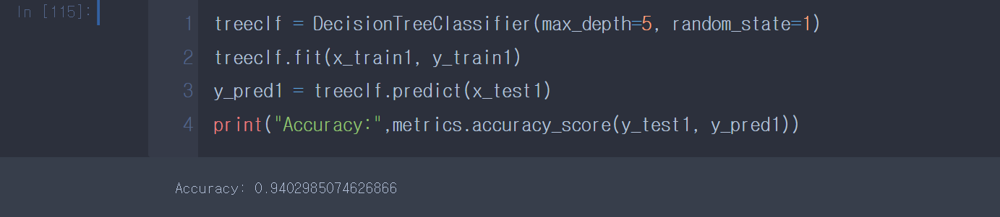 In [115]:
1 treeclf = DecisionTreeClassifier(max_depth=5, random_state=1)
2 treeclf.fit(x_train1, y_train1)
3 y_pred1 = treeclf.predict(x_test1)
4 print("Accuracy:",metrics.accuracy_score(y_test1, y_pred1))
Accuracy: 0.9402985074626866